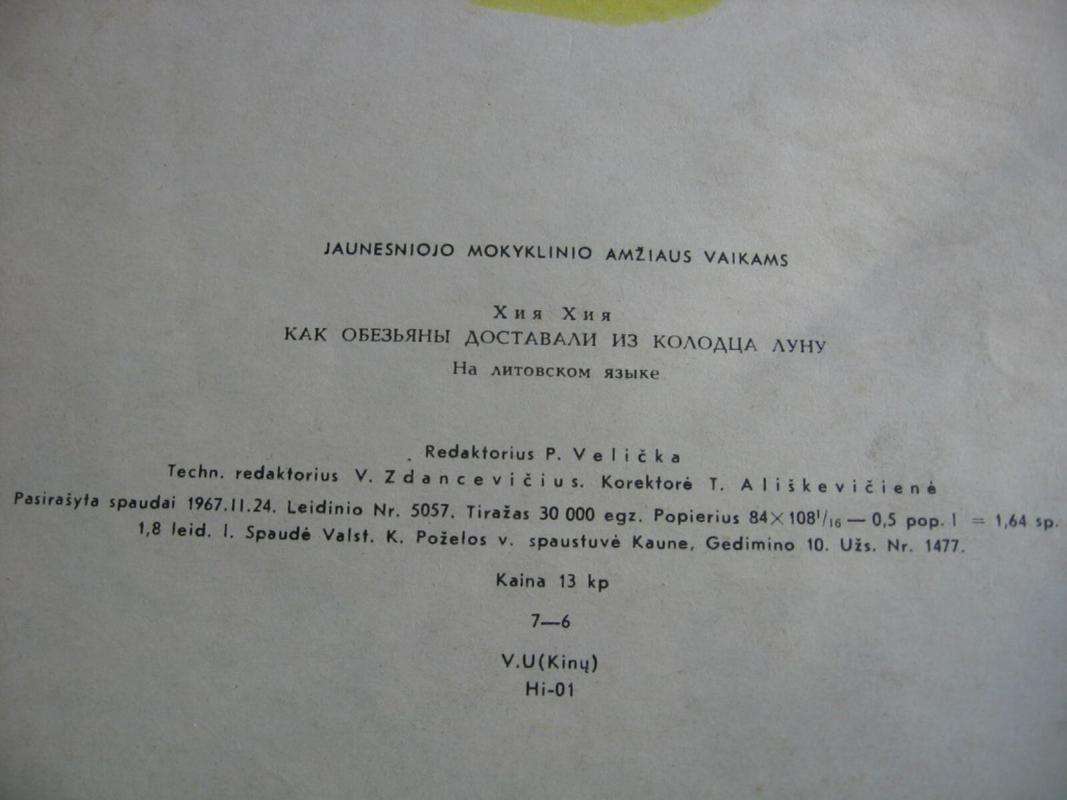 JAUNESNIOJO MOKYKLINIO AMŽIAUS VAIKAMS
Хия Хия
КАК ОБЕЗЬЯНЫ ДОСТАВАЛИ ИЗ КОЛОДЦА ЛУНУ
На литовском языке
Redaktorius P. Velička
Techn. redaktorius V. Zdancevičius. Korektorė T. Ališkevičienė
Pasirašyta spaudai 1967.II.24. Leidinio Nr. 5057. Tiražas 30 000 egz. Popierius 84×108¹/₁₆ — 0,5 pop. l = 1,64 sp.
1,8 leid. l. Spaudė Valst. K. Poželos v. spaustuvė Kaune, Gedimino 10. Užs. Nr. 1477.
Kaina 13 kp
7—6
V.U(Kinų)
Hi-01